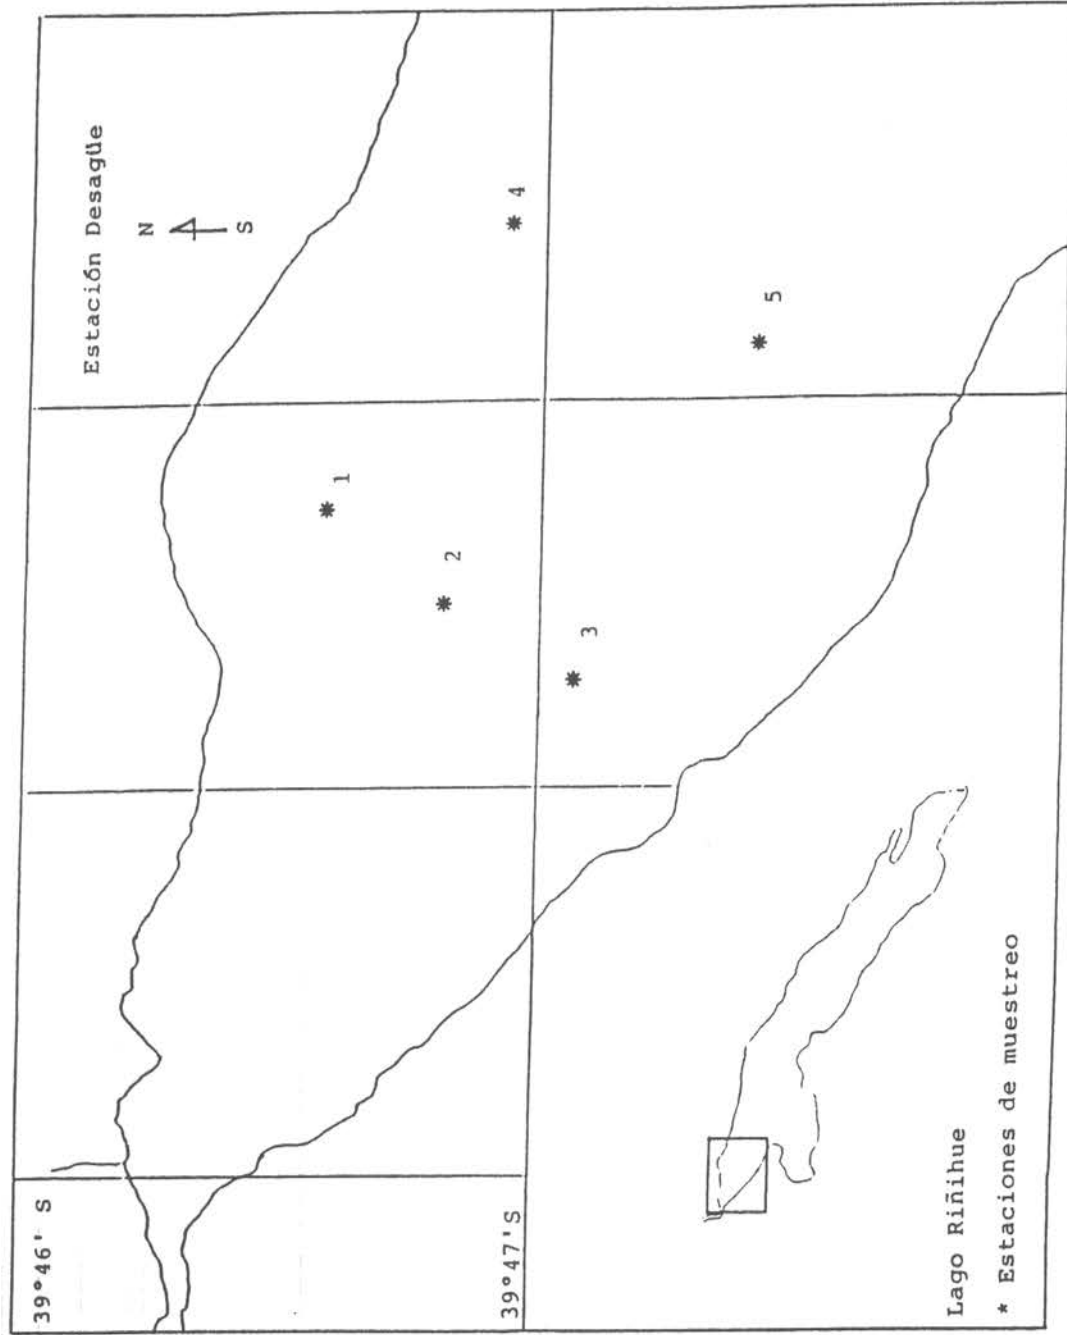 Estación Desagüe
N
S
39°46' S
1
2
3
4
5
39°47'S
Lago Riñihue
* Estaciones de muestreo